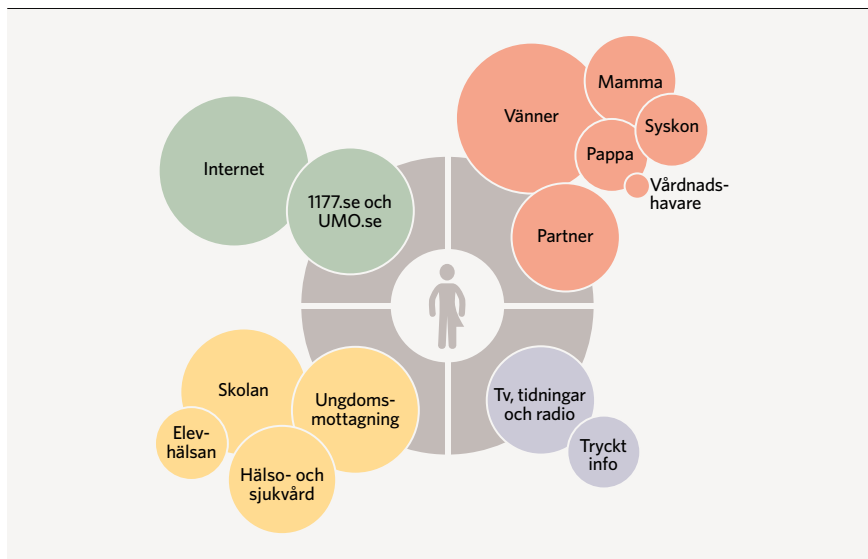 Internet
1177.se och
UMO.se
Vänner
Mamma
Syskon
Pappa
Vårdnads-
havare
Partner
Skolan
Ungdoms-
mottagning
Elev-
hälsan
Hälso- och
sjukvård
Tv, tidningar
och radio
Tryckt
info